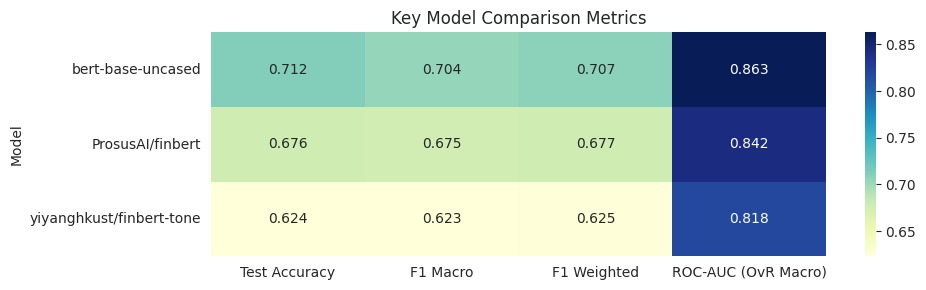 Key Model Comparison Metrics
Model
bert-base-uncased 0.712 0.704 0.707 0.863
ProsusAI/finbert 0.676 0.675 0.677 0.842
yiyanghkust/finbert-tone 0.624 0.623 0.625 0.818
Test Accuracy F1 Macro F1 Weighted ROC-AUC (OvR Macro)
0.85
0.80
0.75
0.70
0.65